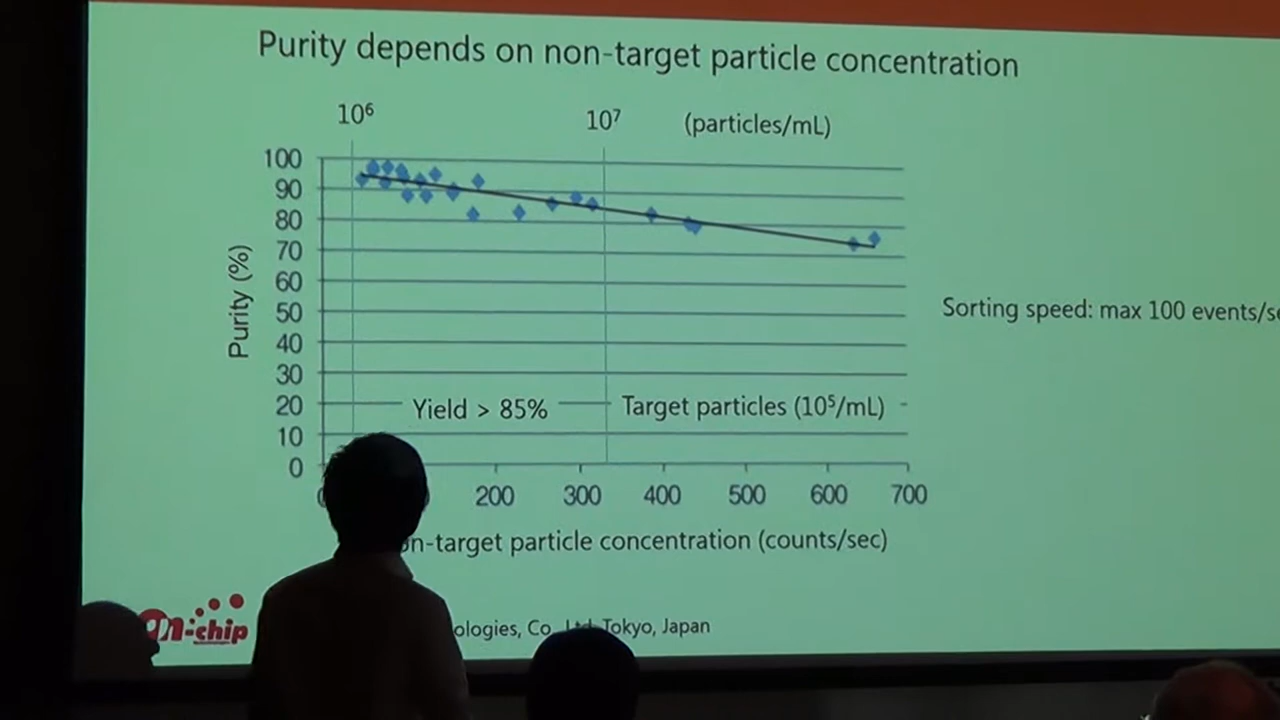 Purity depends on non-target particle concentration
10⁶ 10⁷ (particles/mL)
100
90
80
70
60
50
40
30
20
10
0
Purity (%)
Yield > 85% Target particles (10⁵/mL)
Sorting speed: max 100 events/s
200 300 400 500 600 700
n-target particle concentration (counts/sec)
On-chip
ologies, Co., Ltd. Tokyo, Japan